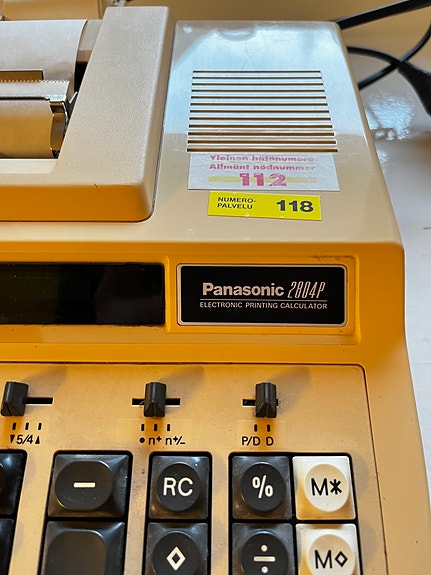 Yleinen hätänumero
Allmänt nödnummer
112
NUMERO-
PALVELU 118
Panasonic 2804P
ELECTRONIC PRINTING CALCULATOR
▼5/4▲ • n+ n+/− P/D D
− RC % M*
◇ ÷ M◇